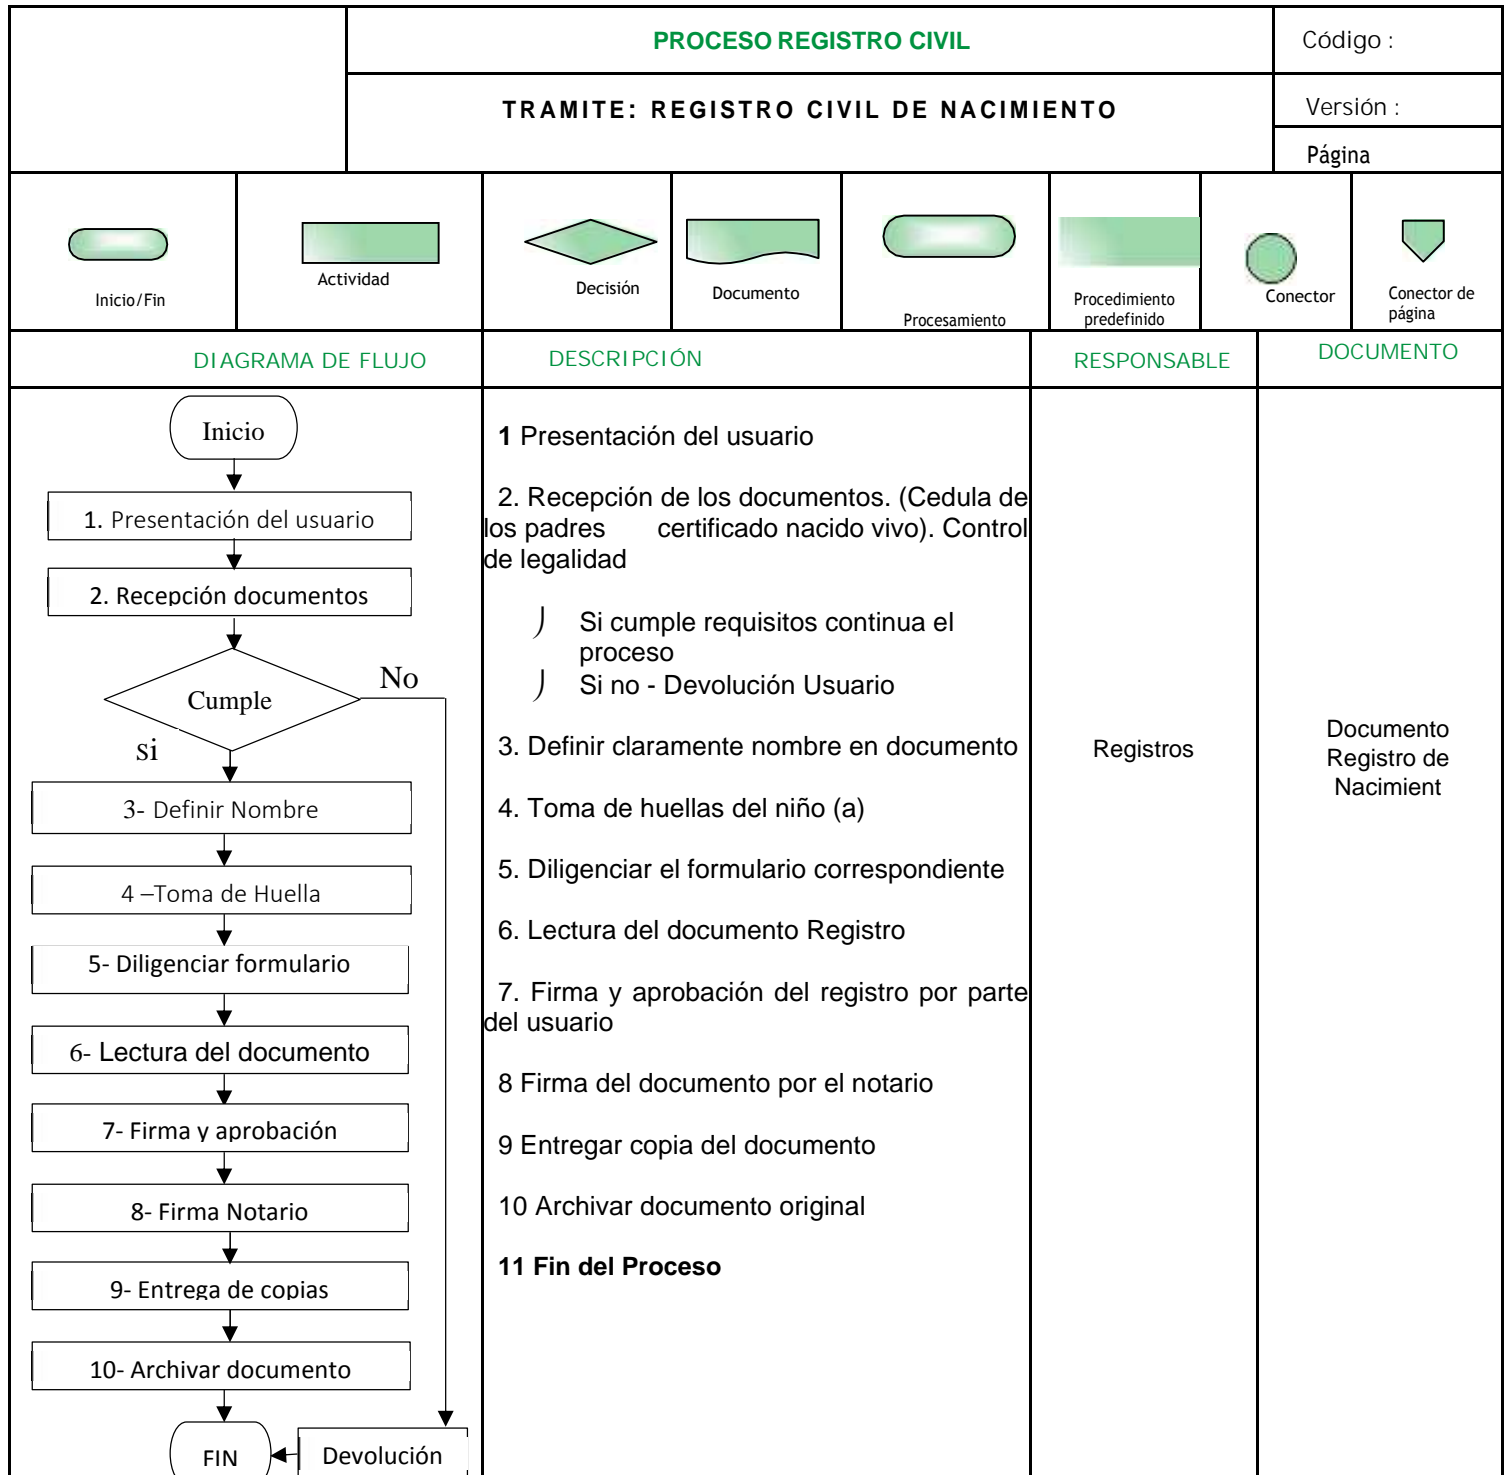 PROCESO REGISTRO CIVIL
Código :
TRAMITE: REGISTRO CIVIL DE NACIMIENTO
Versión :
Página
Inicio/Fin
Actividad
Decisión
Documento
Procesamiento
Procedimiento
predefinido
Conector
Conector de
página
DIAGRAMA DE FLUJO
DESCRIPCIÓN
RESPONSABLE
DOCUMENTO
Inicio
1. Presentación del usuario
2. Recepción documentos
Cumple
No
si
3- Definir Nombre
4 –Toma de Huella
5- Diligenciar formulario
6- Lectura del documento
7- Firma y aprobación
8- Firma Notario
9- Entrega de copias
10- Archivar documento
FIN
Devolución
1 Presentación del usuario
2. Recepción de los documentos. (Cedula de
los padres certificado nacido vivo). Control
de legalidad
Si cumple requisitos continua el
proceso
Si no - Devolución Usuario
3. Definir claramente nombre en documento
4. Toma de huellas del niño (a)
5. Diligenciar el formulario correspondiente
6. Lectura del documento Registro
7. Firma y aprobación del registro por parte
del usuario
8 Firma del documento por el notario
9 Entregar copia del documento
10 Archivar documento original
11 Fin del Proceso
Registros
Documento
Registro de
Nacimient